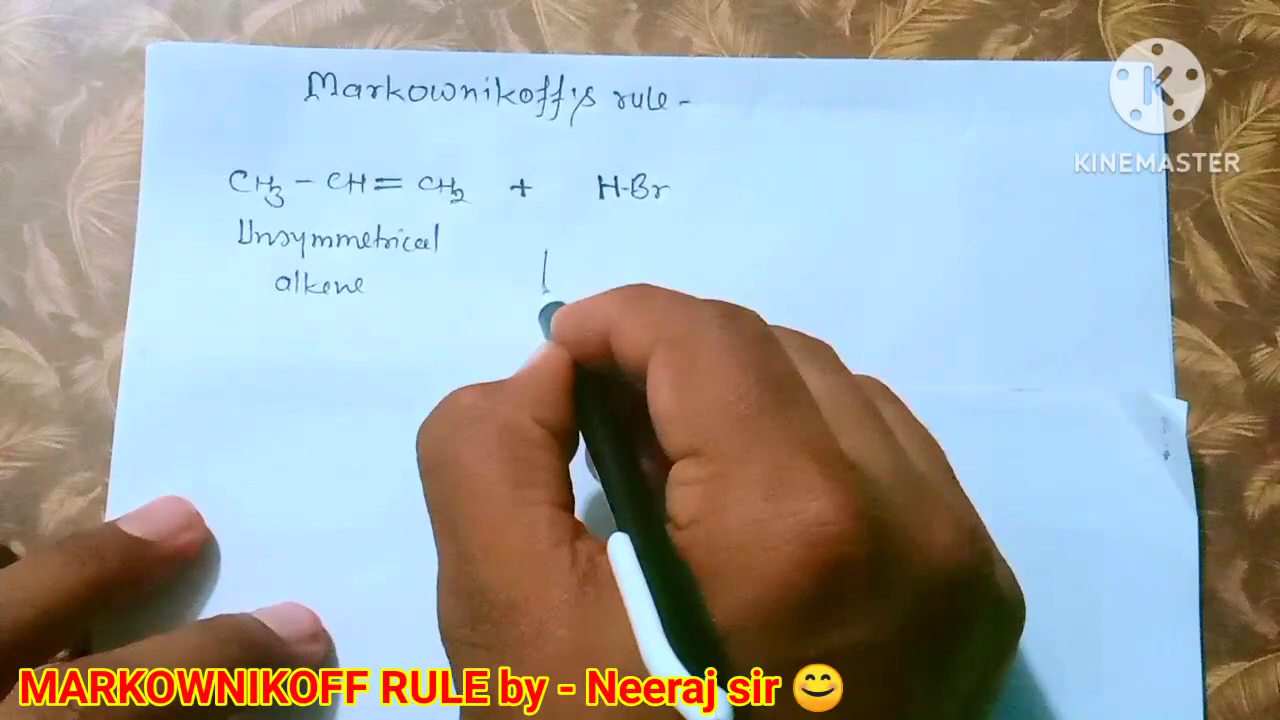 Markownikoff's rule -
KINEMASTER
CH3 - CH = CH2 + H-Br
Unsymmetrical
alkene
MARKOWNIKOFF RULE by - Neeraj sir 😊